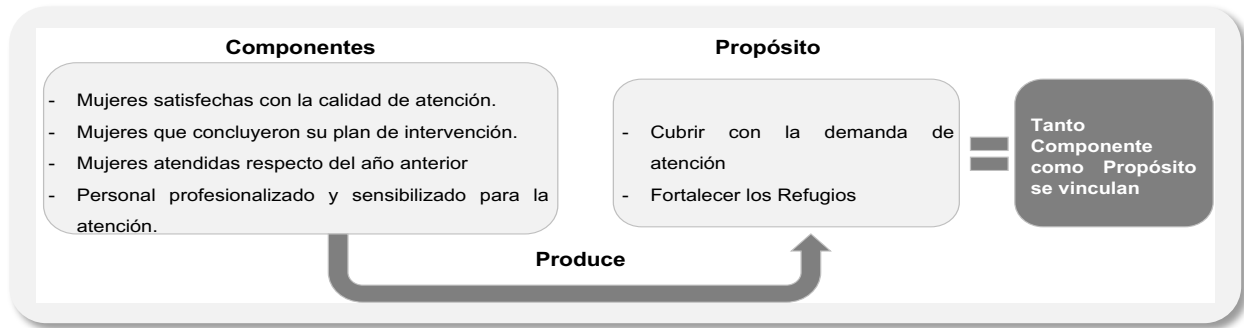 Componentes
- Mujeres satisfechas con la calidad de atención.
- Mujeres que concluyeron su plan de intervención.
- Mujeres atendidas respecto del año anterior
- Personal profesionalizado y sensibilizado para la
atención.
Propósito
- Cubrir con la demanda de
atención
- Fortalecer los Refugios
Tanto
Componente
como Propósito
se vinculan
Produce